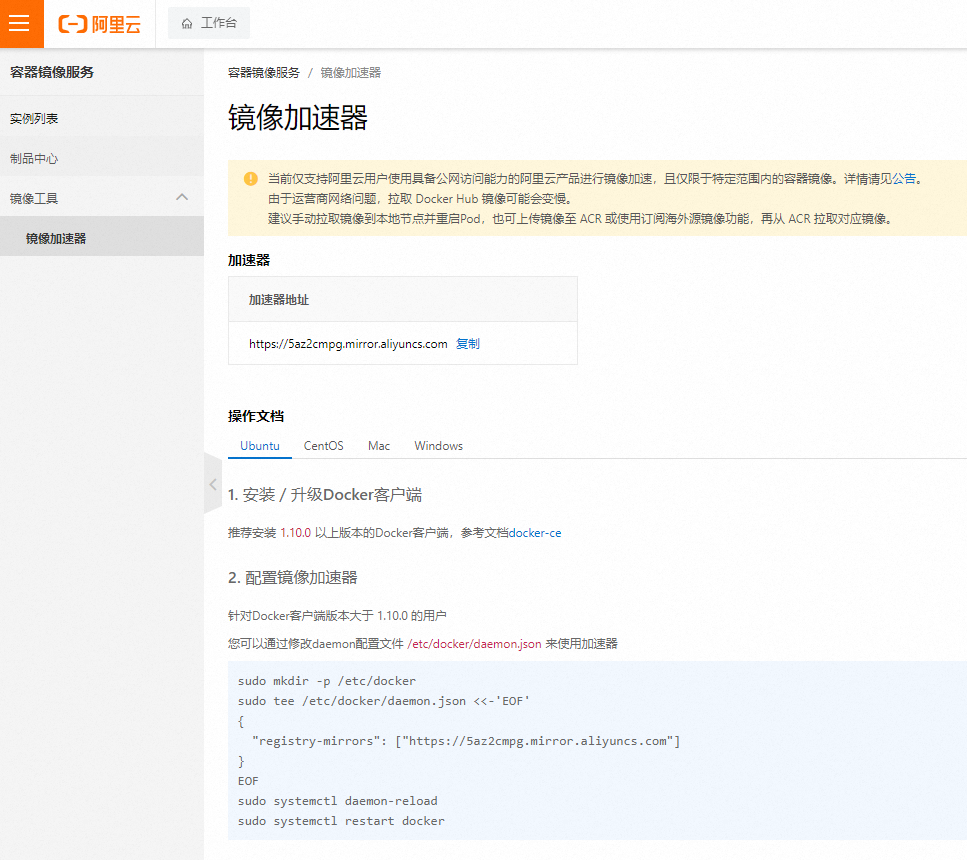 阿里云
工作台
容器镜像服务
实例列表
制品中心
镜像工具
镜像加速器
容器镜像服务 / 镜像加速器
镜像加速器
当前仅支持阿里云用户使用具备公网访问能力的阿里云产品进行镜像加速，且仅限于特定范围内的容器镜像。详情请见公告。
由于运营商网络问题，拉取 Docker Hub 镜像可能会变慢。
建议手动拉取镜像到本地节点并重启Pod，也可上传镜像至 ACR 或使用订阅海外源镜像功能，再从 ACR 拉取对应镜像。
加速器
加速器地址
https://5az2cmpg.mirror.aliyuncs.com 复制
操作文档
Ubuntu CentOS Mac Windows
1. 安装 / 升级Docker客户端
推荐安装 1.10.0 以上版本的Docker客户端，参考文档docker-ce
2. 配置镜像加速器
针对Docker客户端版本大于 1.10.0 的用户
您可以通过修改daemon配置文件 /etc/docker/daemon.json 来使用加速器
sudo mkdir -p /etc/docker
sudo tee /etc/docker/daemon.json <<-'EOF'
{
  "registry-mirrors": ["https://5az2cmpg.mirror.aliyuncs.com"]
}
EOF
sudo systemctl daemon-reload
sudo systemctl restart docker